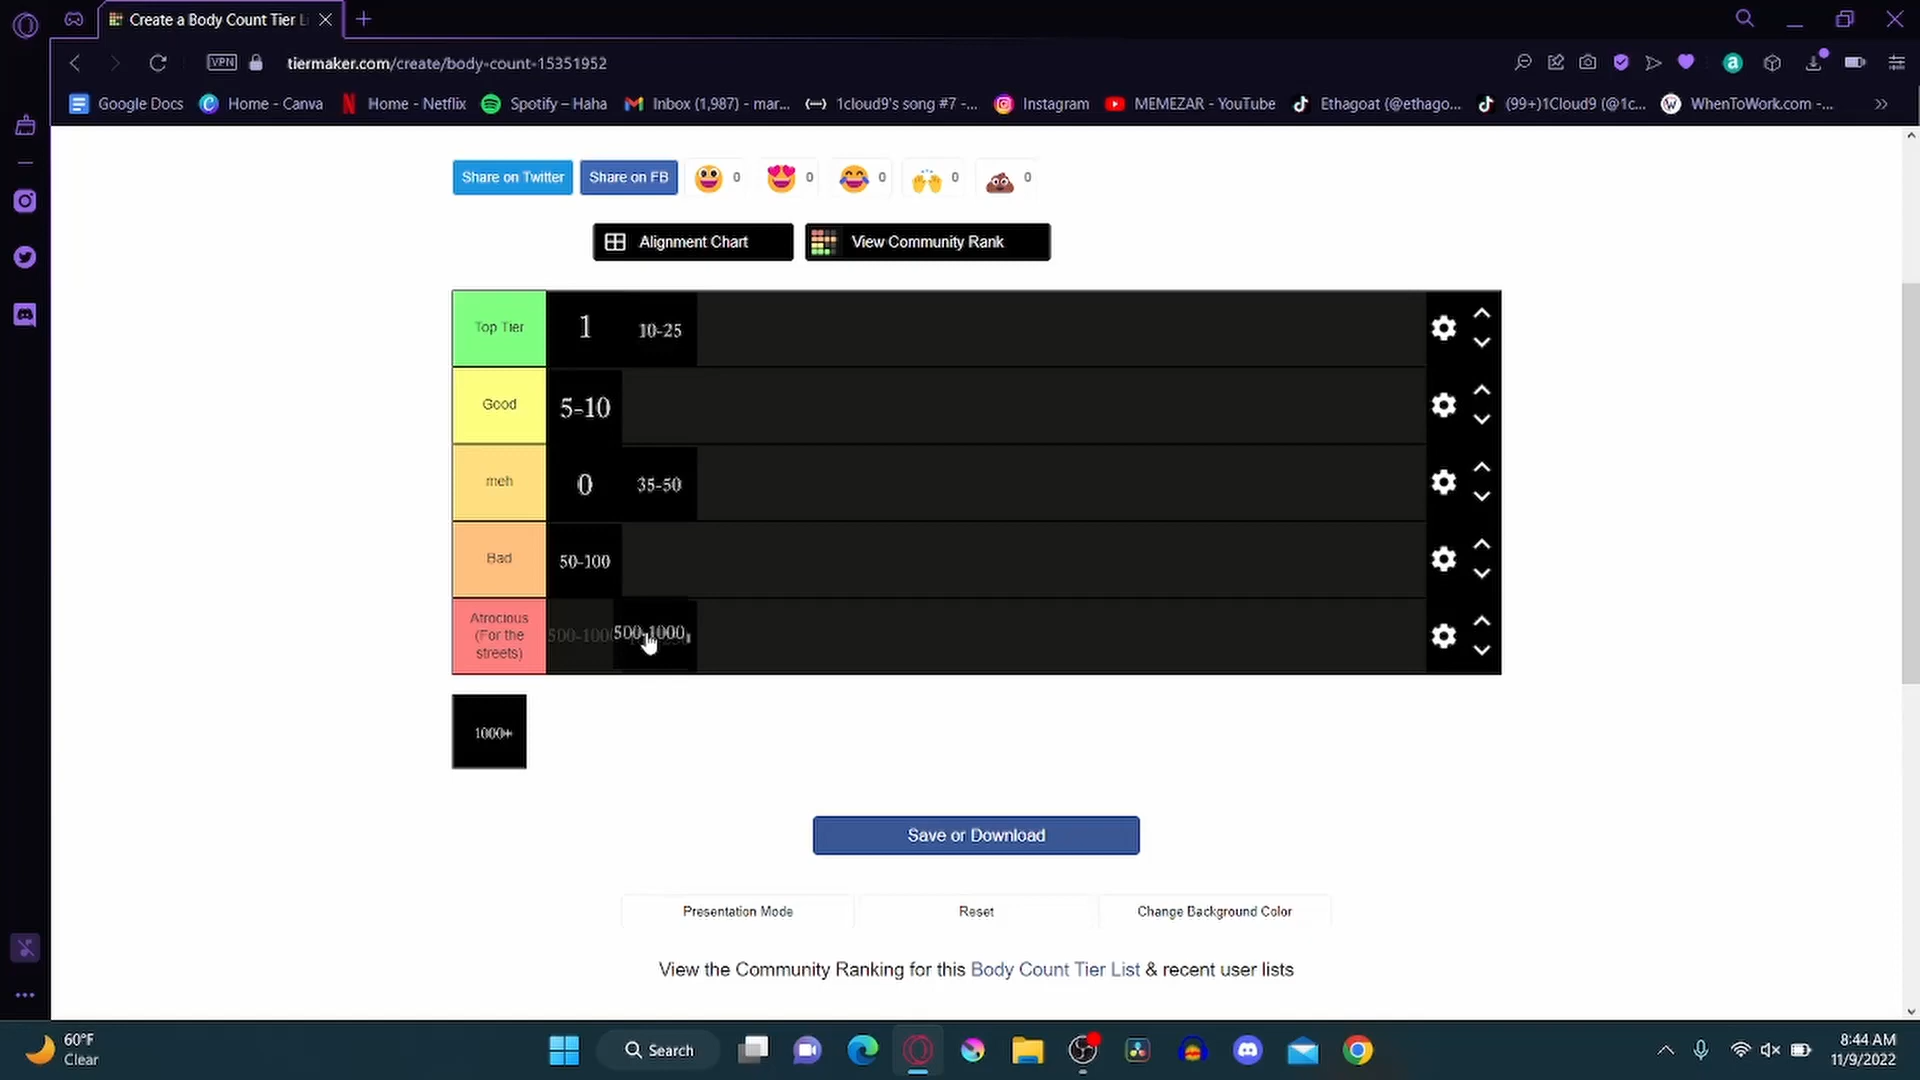 Create a Body Count Tier L
VPN
tiermaker.com/create/body-count-15351952
Google Docs
Home - Canva
Home - Netflix
Spotify – Haha
Inbox (1,987) - mar...
1cloud9's song #7 -...
Instagram
MEMEZAR - YouTube
Ethagoat (@ethago...
(99+)1Cloud9 (@1c...
WhenToWork.com -...
Share on Twitter
Share on FB
0
0
0
0
0
Alignment Chart
View Community Rank
Top Tier
1
10-25
Good
5-10
meh
0
35-50
Bad
50-100
Atrocious
(For the
streets)
500-1000
500-1000
1000+
Save or Download
Presentation Mode
Reset
Change Background Color
View the Community Ranking for this Body Count Tier List & recent user lists
60°F
Clear
Search
8:44 AM
11/9/2022